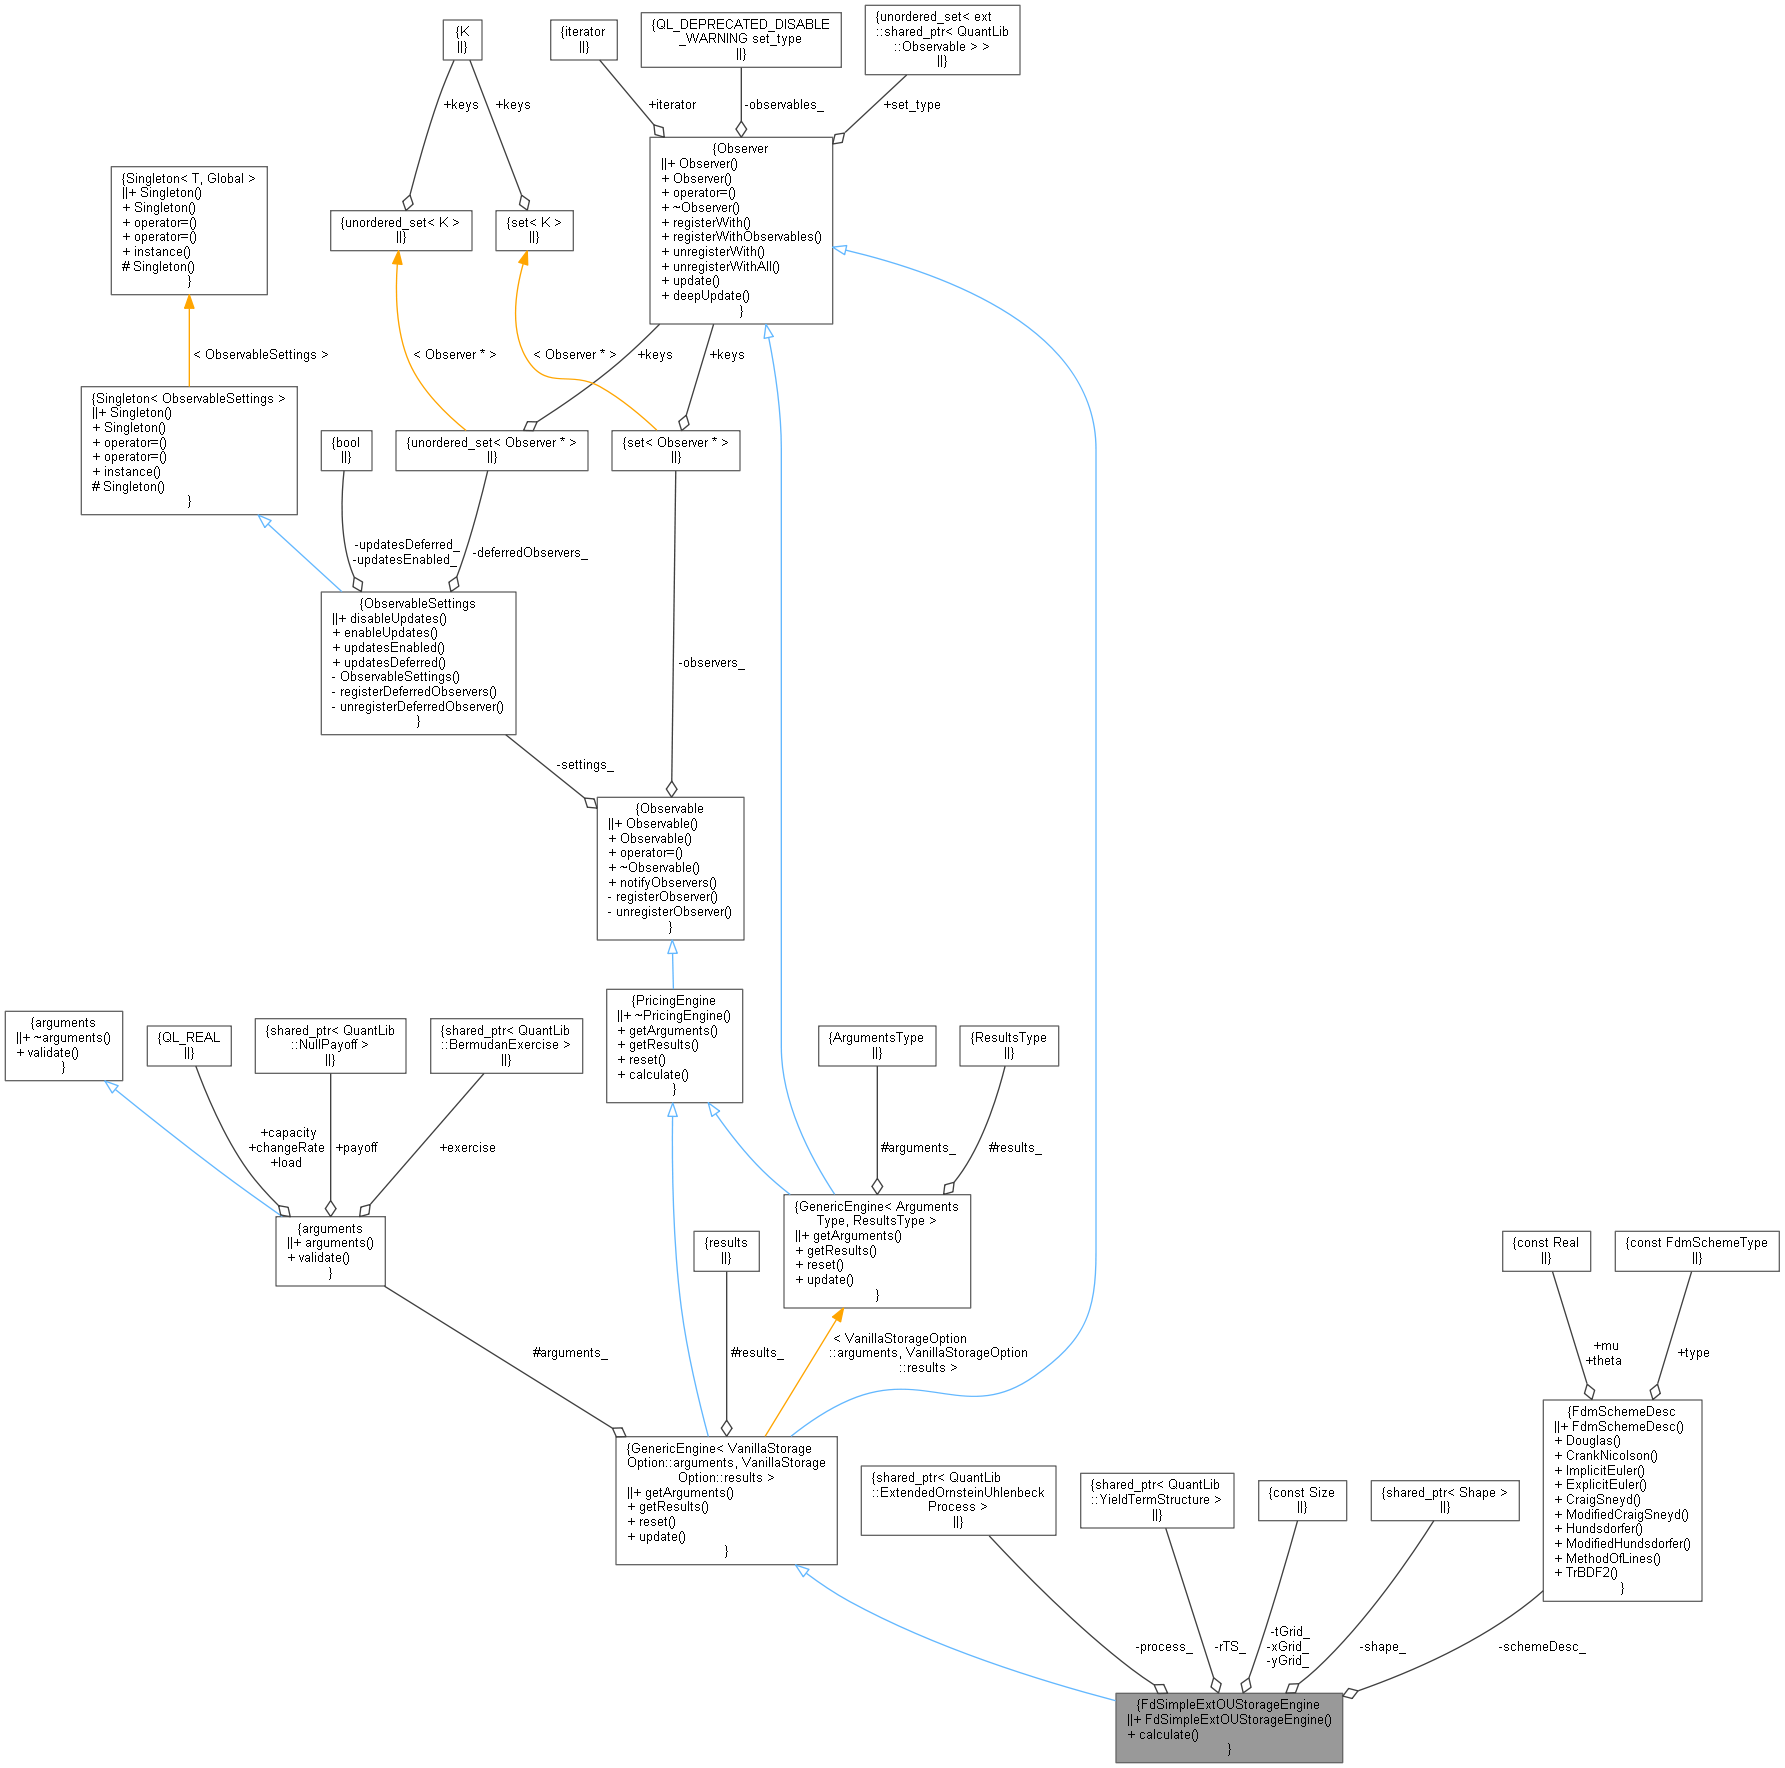 {K
||}
{iterator
||}
{QL_DEPRECATED_DISABLE
_WARNING set_type
||}
{unordered_set< ext
::shared_ptr< QuantLib
::Observable > >
||}
+keys
+keys
+iterator
-observables_
+set_type
{Singleton< T, Global >
||+ Singleton()
+ Singleton()
+ operator=()
+ operator=()
+ instance()
# Singleton()
}
{unordered_set< K >
||}
{set< K >
||}
{Observer
||+ Observer()
+ Observer()
+ operator=()
+ ~Observer()
+ registerWith()
+ registerWithObservables()
+ unregisterWith()
+ unregisterWithAll()
+ update()
+ deepUpdate()
}
< ObservableSettings >
< Observer * >
< Observer * >
+keys
+keys
{Singleton< ObservableSettings >
||+ Singleton()
+ Singleton()
+ operator=()
+ operator=()
+ instance()
# Singleton()
}
{bool
||}
{unordered_set< Observer * >
||}
{set< Observer * >
||}
-updatesDeferred_
-updatesEnabled_
-deferredObservers_
{ObservableSettings
||+ disableUpdates()
+ enableUpdates()
+ updatesEnabled()
+ updatesDeferred()
- ObservableSettings()
- registerDeferredObservers()
- unregisterDeferredObserver()
}
-observers_
-settings_
{Observable
||+ Observable()
+ Observable()
+ operator=()
+ ~Observable()
+ notifyObservers()
- registerObserver()
- unregisterObserver()
}
{arguments
||+ ~arguments()
+ validate()
}
{QL_REAL
||}
{shared_ptr< QuantLib
::NullPayoff >
||}
{shared_ptr< QuantLib
::BermudanExercise >
||}
{PricingEngine
||+ ~PricingEngine()
+ getArguments()
+ getResults()
+ reset()
+ calculate()
}
{ArgumentsType
||}
{ResultsType
||}
+capacity
+changeRate
+load
+payoff
+exercise
#arguments_
#results_
{arguments
||+ arguments()
+ validate()
}
{results
||}
{GenericEngine< Arguments
Type, ResultsType >
||+ getArguments()
+ getResults()
+ reset()
+ update()
}
{const Real
||}
{const FdmSchemeType
||}
#arguments_
#results_
< VanillaStorageOption
::arguments, VanillaStorageOption
::results >
+mu
+theta
+type
{GenericEngine< VanillaStorage
Option::arguments, VanillaStorage
Option::results >
||+ getArguments()
+ getResults()
+ reset()
+ update()
}
{shared_ptr< QuantLib
::ExtendedOrnsteinUhlenbeck
Process >
||}
{shared_ptr< QuantLib
::YieldTermStructure >
||}
{const Size
||}
{shared_ptr< Shape >
||}
{FdmSchemeDesc
||+ FdmSchemeDesc()
+ Douglas()
+ CrankNicolson()
+ ImplicitEuler()
+ ExplicitEuler()
+ CraigSneyd()
+ ModifiedCraigSneyd()
+ Hundsdorfer()
+ ModifiedHundsdorfer()
+ MethodOfLines()
+ TrBDF2()
}
-process_
-rTS_
-tGrid_
-xGrid_
-yGrid_
-shape_
-schemeDesc_
{FdSimpleExtOUStorageEngine
||+ FdSimpleExtOUStorageEngine()
+ calculate()
}